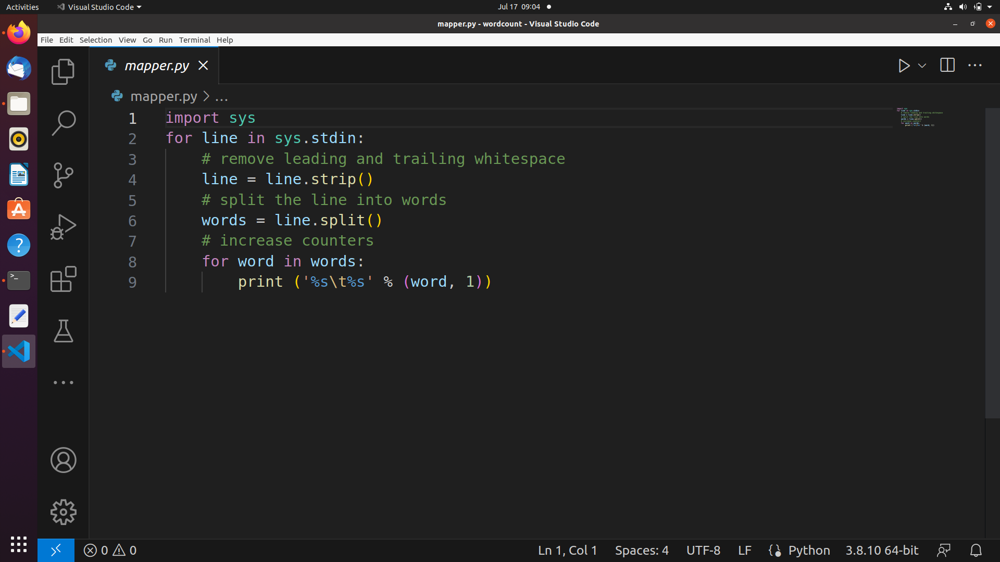 Activities Visual Studio Code Jul 17 09:04
mapper.py - wordcount - Visual Studio Code
File Edit Selection View Go Run Terminal Help
mapper.py
mapper.py > ...
1 import sys
2 for line in sys.stdin:
3     # remove leading and trailing whitespace
4     line = line.strip()
5     # split the line into words
6     words = line.split()
7     # increase counters
8     for word in words:
9         print ('%s\t%s' % (word, 1))
0 0 Ln 1, Col 1 Spaces: 4 UTF-8 LF {} Python 3.8.10 64-bit